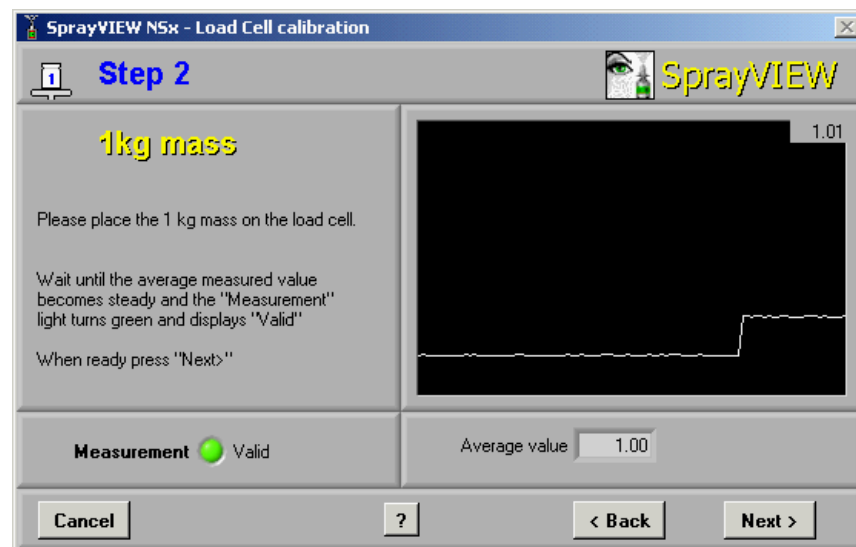 SprayVIEW NSx - Load Cell calibration
1
Step 2
SprayVIEW
1kg mass
1.01
Please place the 1 kg mass on the load cell.
Wait until the average measured value
becomes steady and the "Measurement"
light turns green and displays "Valid"
When ready press "Next>"
Measurement
Valid
Average value
1.00
Cancel
?
< Back
Next >